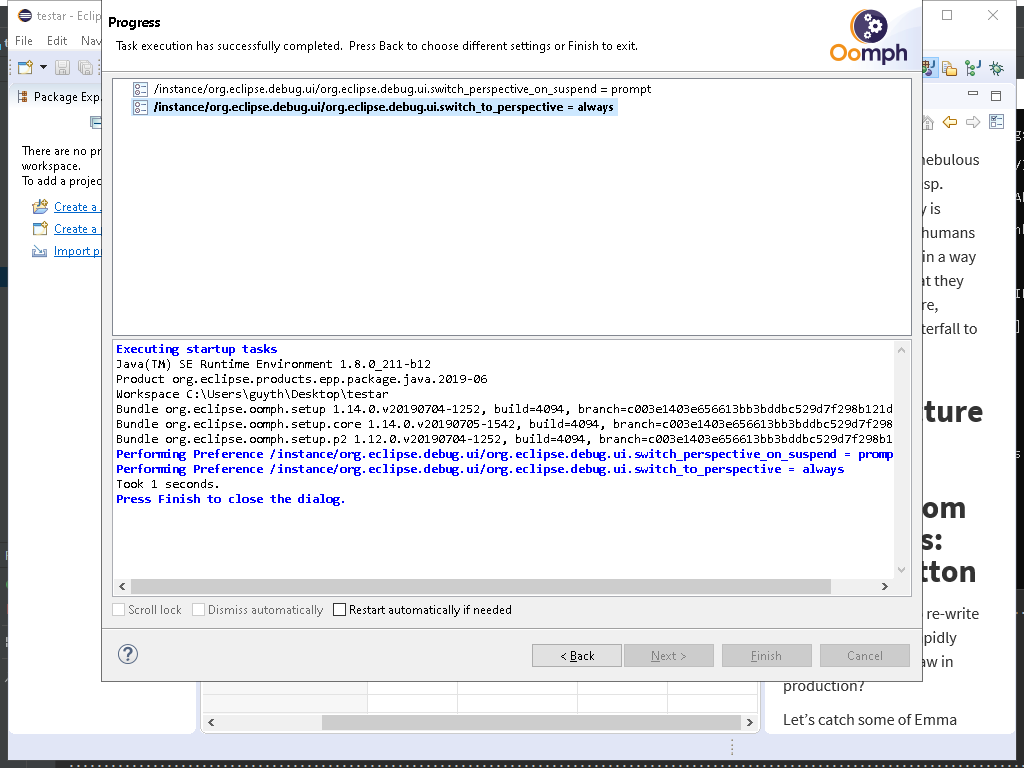 testar - Eclip
File Edit Nav
Package Exp
There are no pr
workspace.
To add a projec
Create a
Create a
Import p
Progress
Task execution has successfully completed. Press Back to choose different settings or Finish to exit.
Oomph
/instance/org.eclipse.debug.ui/org.eclipse.debug.ui.switch_perspective_on_suspend = prompt
/instance/org.eclipse.debug.ui/org.eclipse.debug.ui.switch_to_perspective = always
Executing startup tasks
Java(TM) SE Runtime Environment 1.8.0_211-b12
Product org.eclipse.products.epp.package.java.2019-06
Workspace C:\Users\guyth\Desktop\testar
Bundle org.eclipse.oomph.setup 1.14.0.v20190704-1252, build=4094, branch=c003e1403e656613bb3bddbc529d7f298b121d
Bundle org.eclipse.oomph.setup.core 1.14.0.v20190705-1542, build=4094, branch=c003e1403e656613bb3bddbc529d7f298
Bundle org.eclipse.oomph.setup.p2 1.12.0.v20190704-1252, build=4094, branch=c003e1403e656613bb3bddbc529d7f298b1
Performing Preference /instance/org.eclipse.debug.ui/org.eclipse.debug.ui.switch_perspective_on_suspend = promp
Performing Preference /instance/org.eclipse.debug.ui/org.eclipse.debug.ui.switch_to_perspective = always
Took 1 seconds.
Press Finish to close the dialog.
Scroll lock Dismiss automatically Restart automatically if needed
? < Back Next > Finish Cancel
nebulous
sp.
y is
humans
in a way
at they
re,
terfall to
cture
om
s:
tton
re-write
pidly
aw in
production?
Let's catch some of Emma